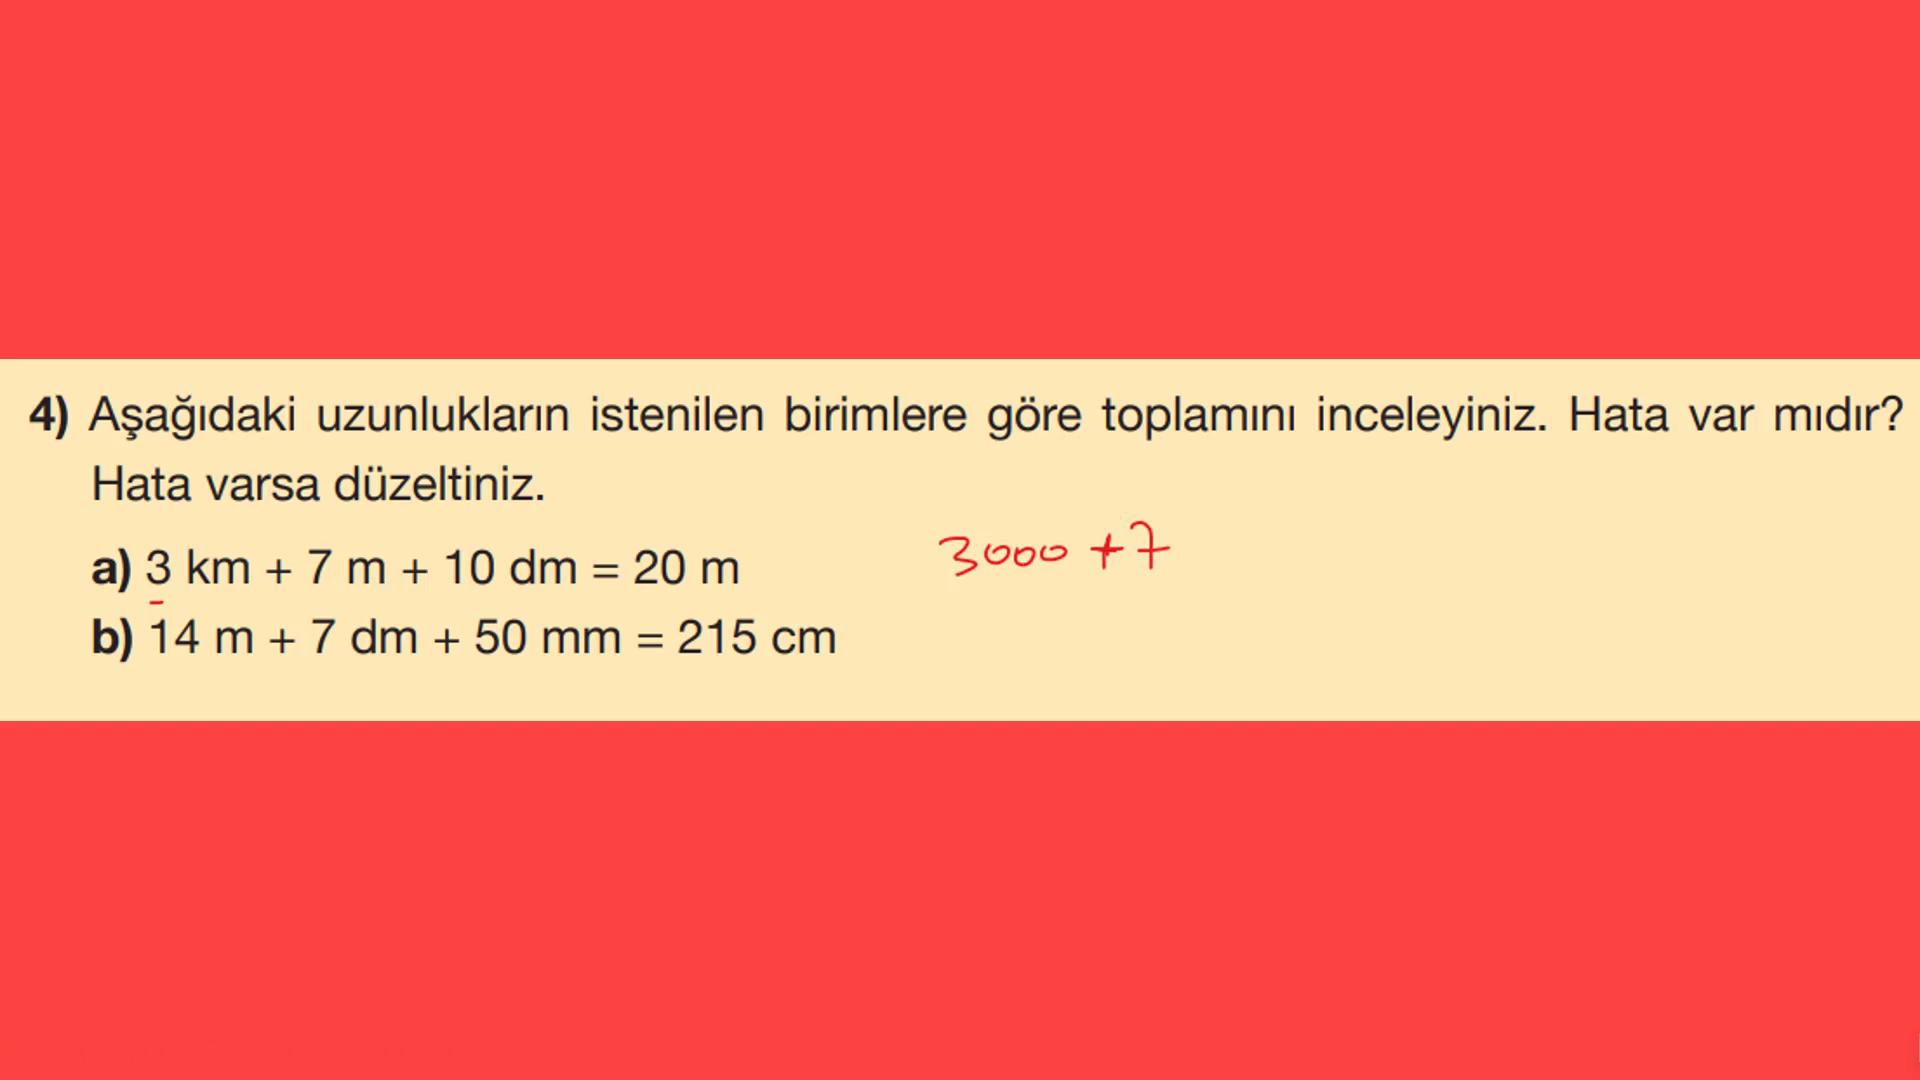 4) Aşağıdaki uzunlukların istenilen birimlere göre toplamını inceleyiniz. Hata var mıdır?
Hata varsa düzeltiniz.
a) 3 km + 7 m + 10 dm = 20 m
3000 + 7
b) 14 m + 7 dm + 50 mm = 215 cm